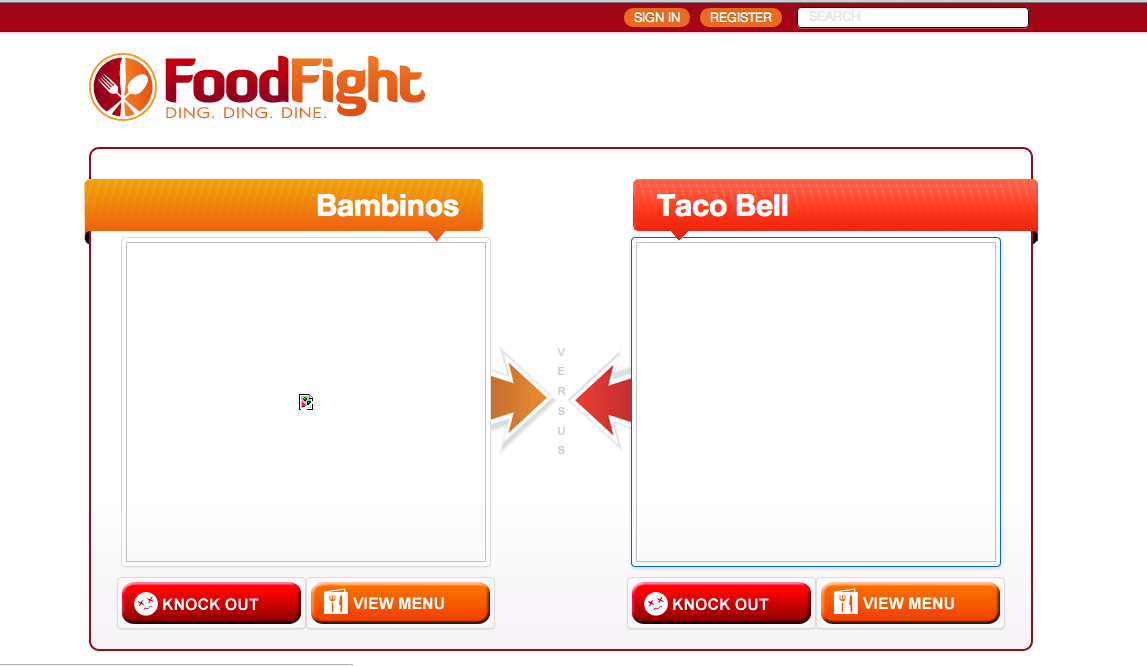 SIGN IN REGISTER SEARCH
FoodFight
DING. DING. DINE.
Bambinos
Taco Bell
V
E
R
S
U
S
KNOCK OUT VIEW MENU
KNOCK OUT VIEW MENU